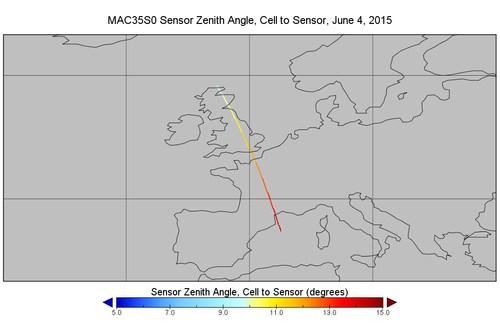 MAC35S0 Sensor Zenith Angle, Cell to Sensor, June 4, 2015
Sensor Zenith Angle, Cell to Sensor (degrees)
5.0 7.0 9.0 11.0 13.0 15.0